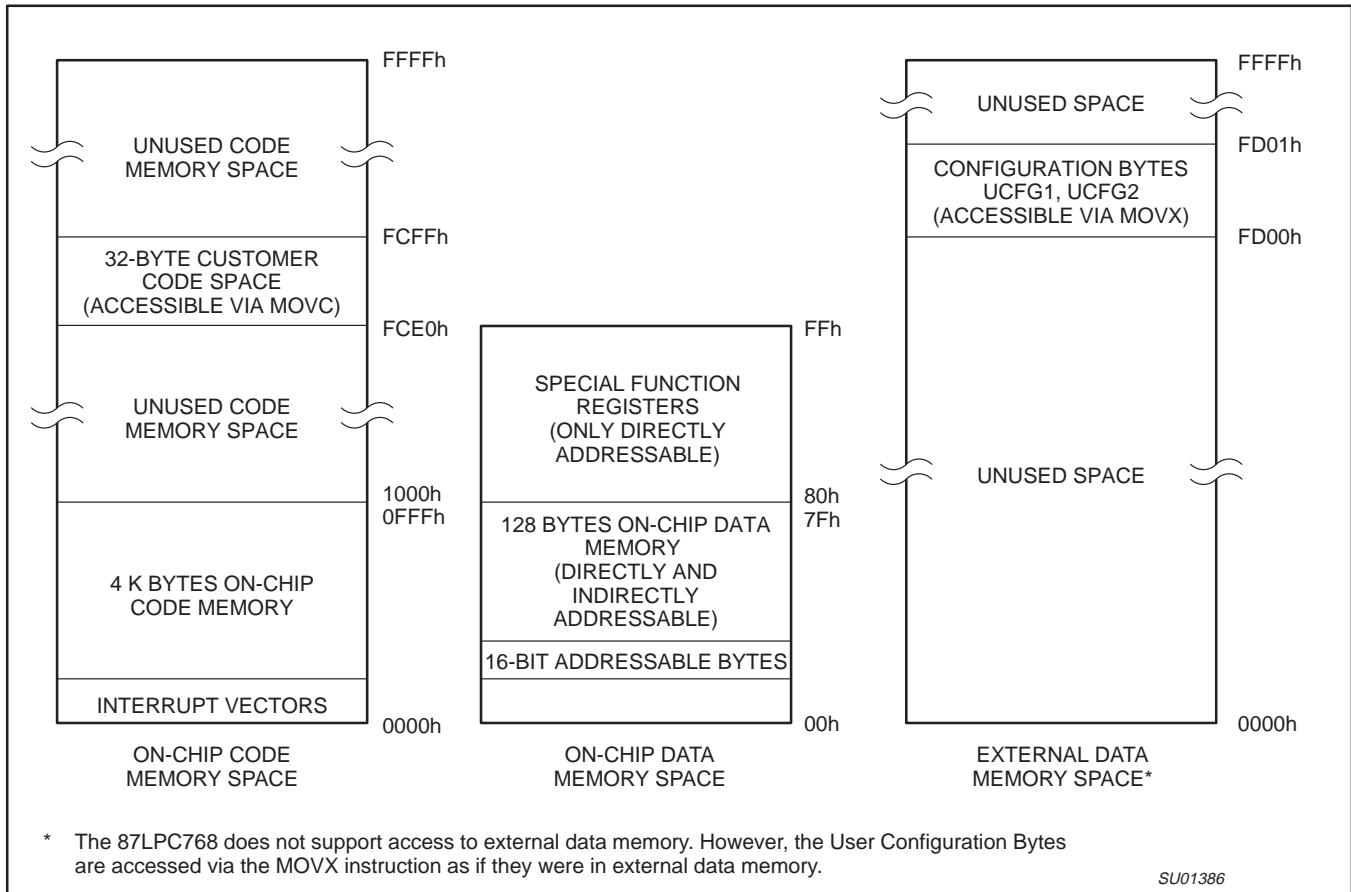 FFFFh
UNUSED CODE
MEMORY SPACE
FCFFh
32-BYTE CUSTOMER
CODE SPACE
(ACCESSIBLE VIA MOVC)
FCE0h
UNUSED CODE
MEMORY SPACE
1000h
0FFFh
4 K BYTES ON-CHIP
CODE MEMORY
INTERRUPT VECTORS
0000h
ON-CHIP CODE
MEMORY SPACE
FFh
SPECIAL FUNCTION
REGISTERS
(ONLY DIRECTLY
ADDRESSABLE)
80h
7Fh
128 BYTES ON-CHIP DATA
MEMORY
(DIRECTLY AND
INDIRECTLY
ADDRESSABLE)
16-BIT ADDRESSABLE BYTES
00h
ON-CHIP DATA
MEMORY SPACE
FFFFh
UNUSED SPACE
FD01h
CONFIGURATION BYTES
UCFG1, UCFG2
(ACCESSIBLE VIA MOVX)
FD00h
UNUSED SPACE
0000h
EXTERNAL DATA
MEMORY SPACE*
* The 87LPC768 does not support access to external data memory. However, the User Configuration Bytes
are accessed via the MOVX instruction as if they were in external data memory.
SU01386